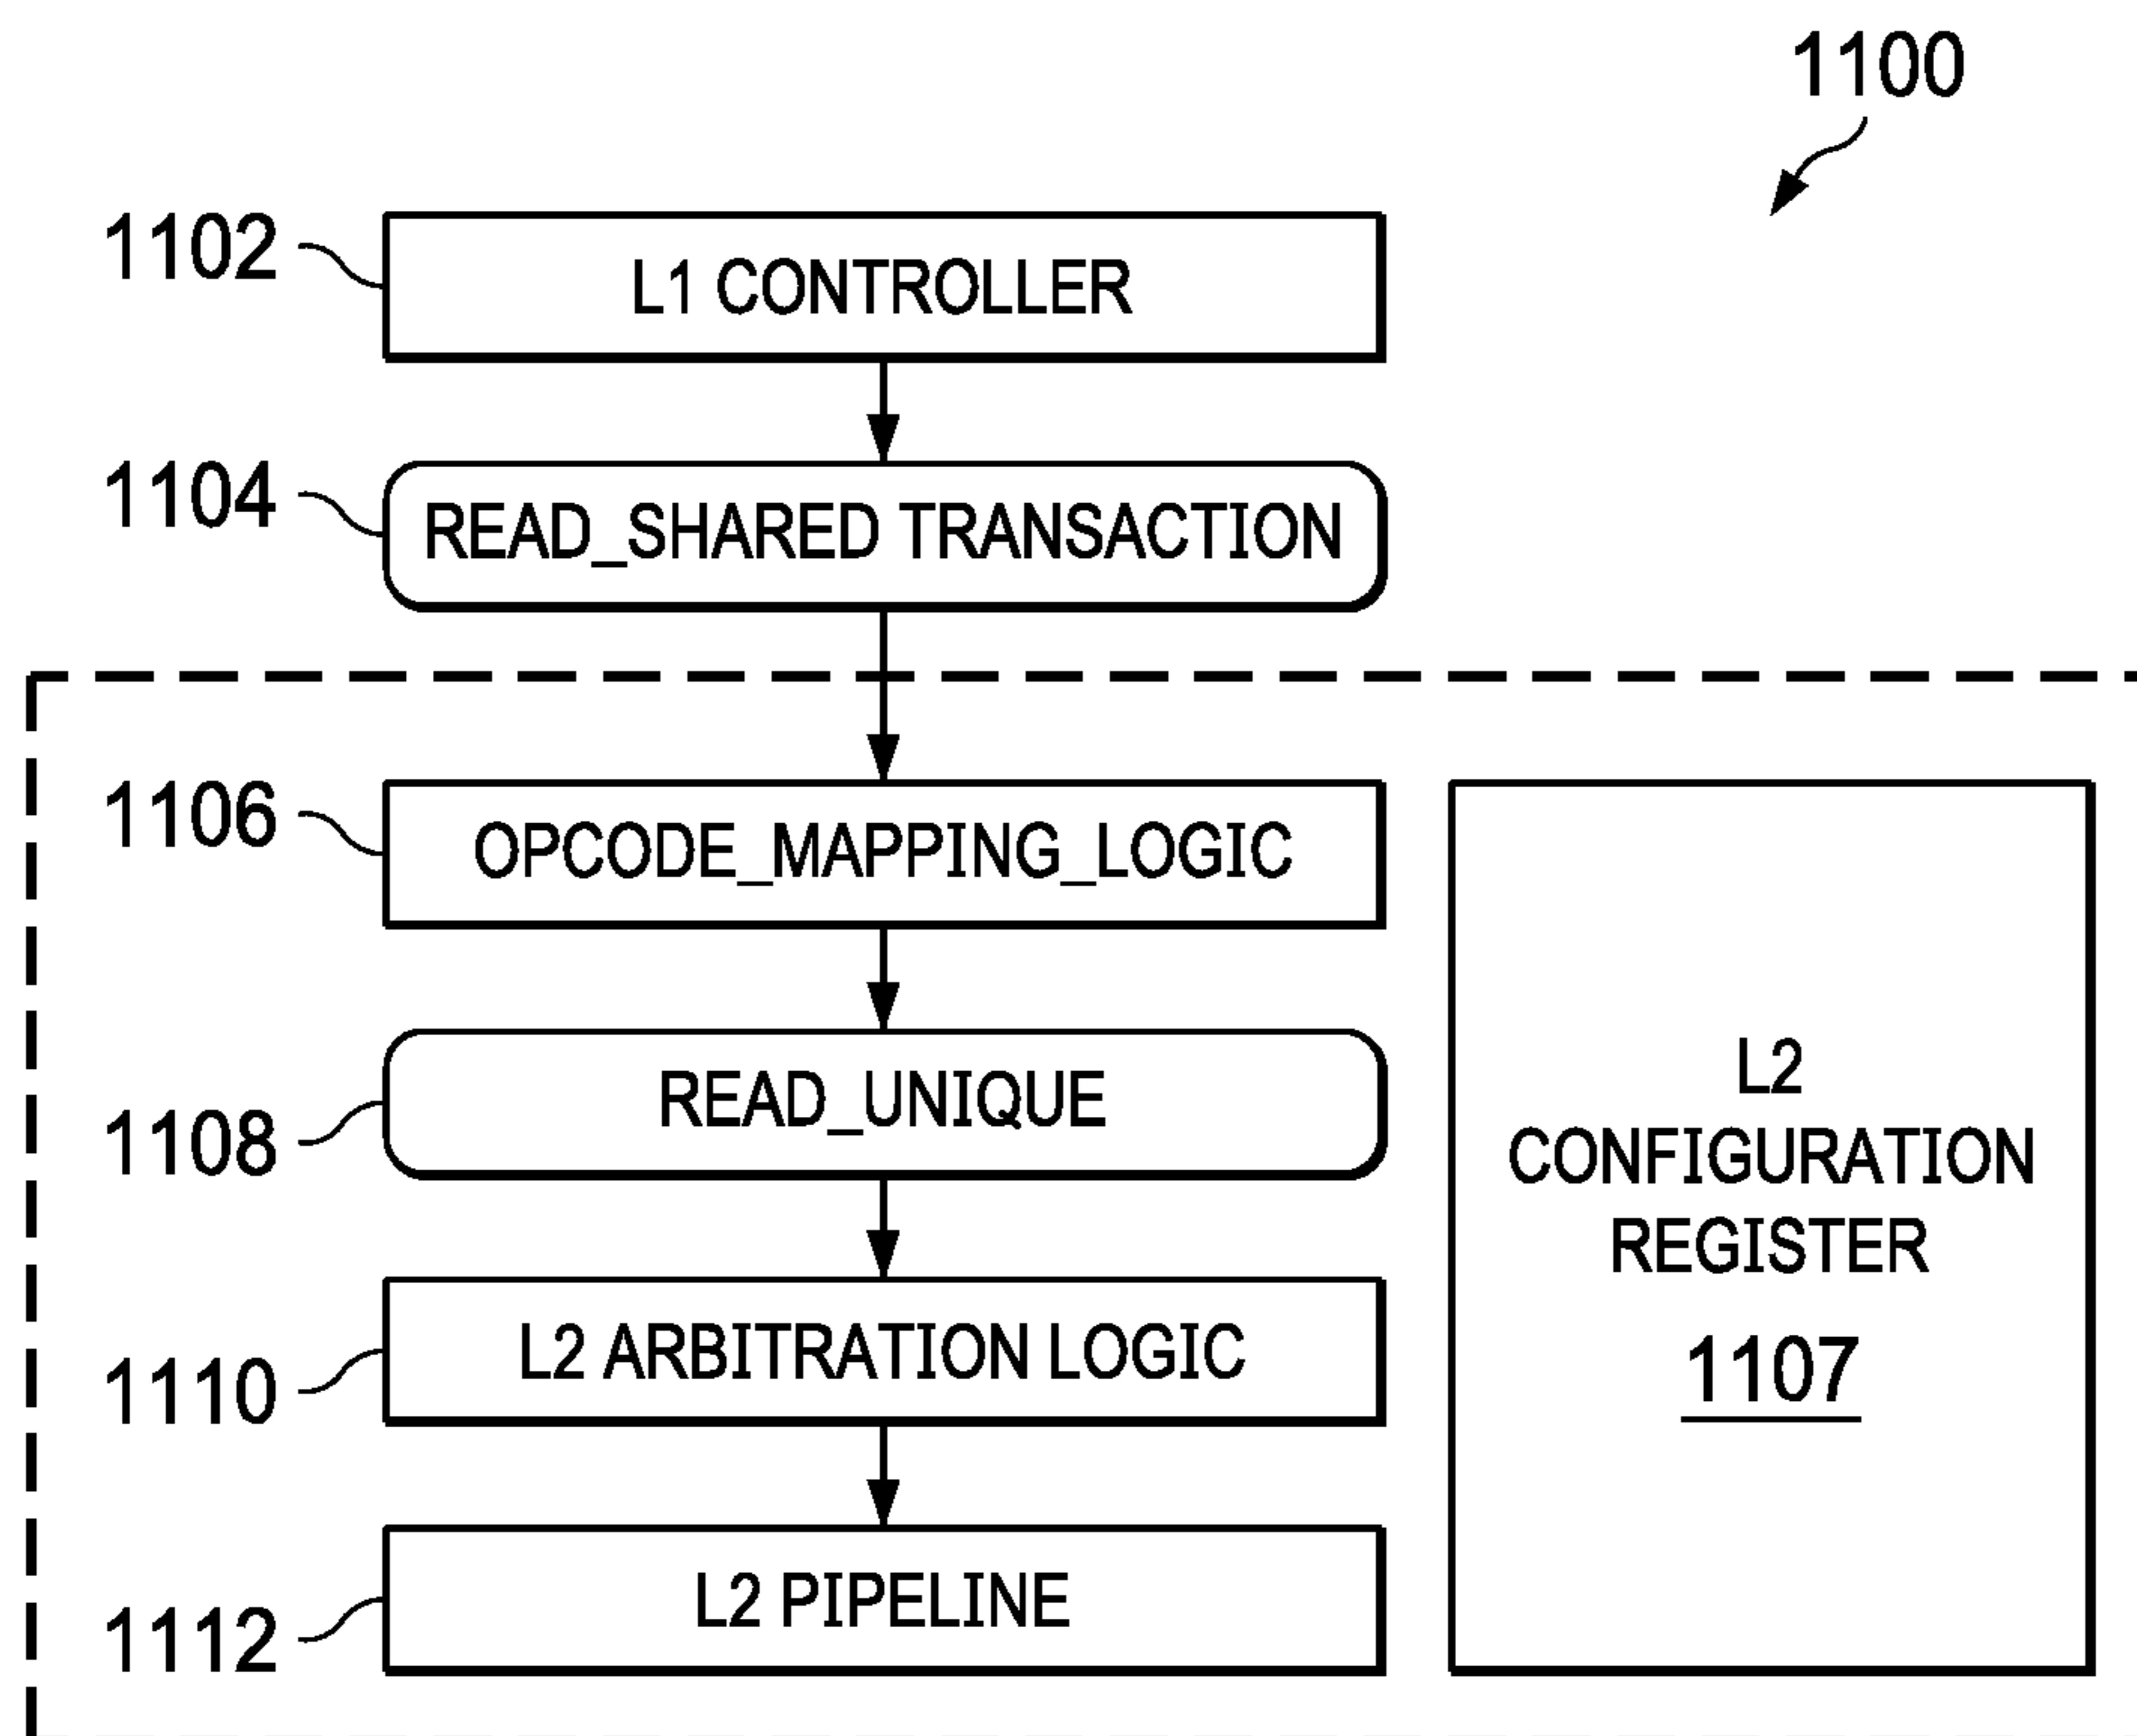 1100
1102
L1 CONTROLLER
1104
READ_SHARED TRANSACTION
1106
OPCODE_MAPPING_LOGIC
1108
READ_UNIQUE
1110
L2 ARBITRATION LOGIC
1112
L2 PIPELINE
L2
CONFIGURATION
REGISTER
1107